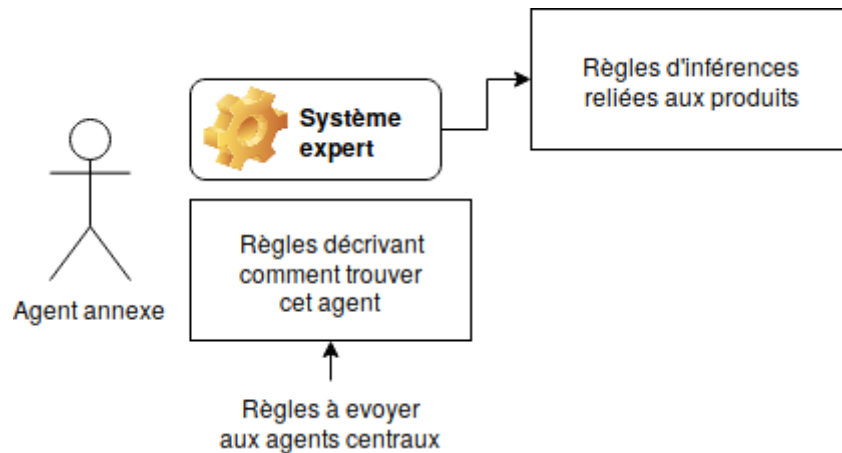 Règles d'inférences
reliées aux produits
Système
expert
Règles décrivant
comment trouver
cet agent
Agent annexe
Règles à evoyer
aux agents centraux